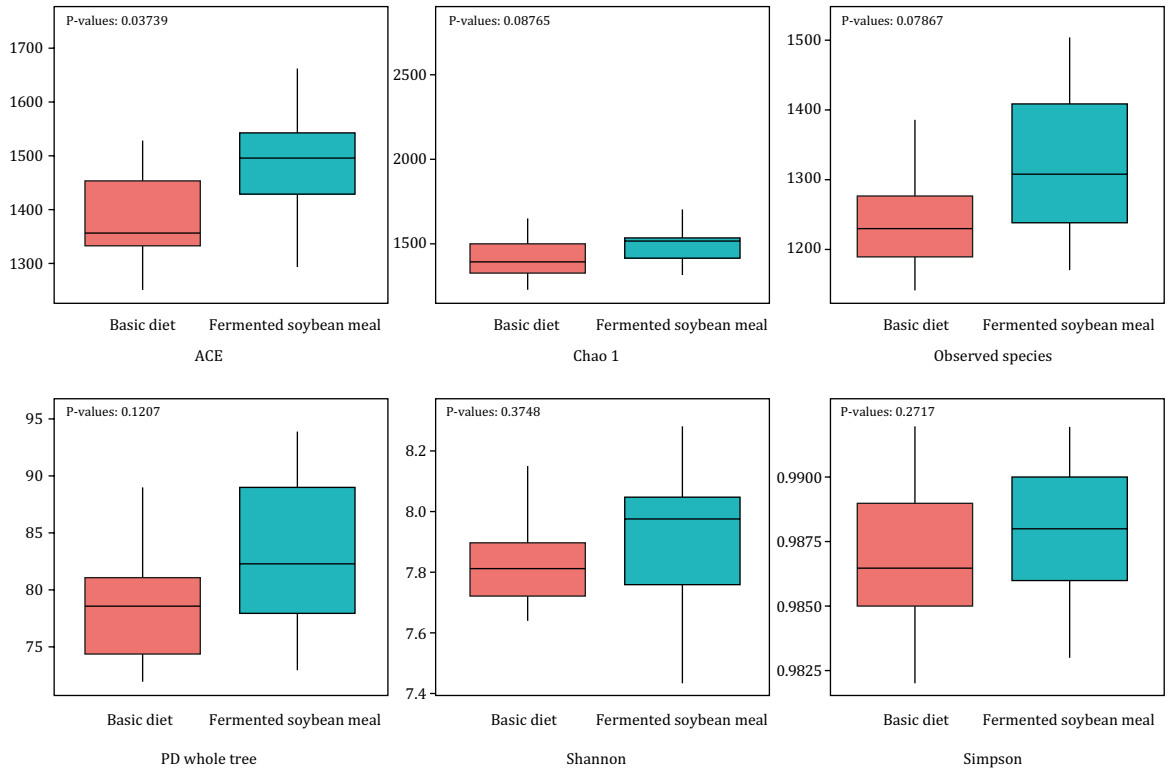 P-values: 0.03739
1700
1600
1500
1400
1300
Basic diet Fermented soybean meal
ACE
P-values: 0.08765
2500
2000
1500
Basic diet Fermented soybean meal
Chao 1
P-values: 0.07867
1500
1400
1300
1200
Basic diet Fermented soybean meal
Observed species
P-values: 0.1207
95
90
85
80
75
Basic diet Fermented soybean meal
PD whole tree
P-values: 0.3748
8.2
8.0
7.8
7.6
7.4
Basic diet Fermented soybean meal
Shannon
P-values: 0.2717
0.9900
0.9875
0.9850
0.9825
Basic diet Fermented soybean meal
Simpson